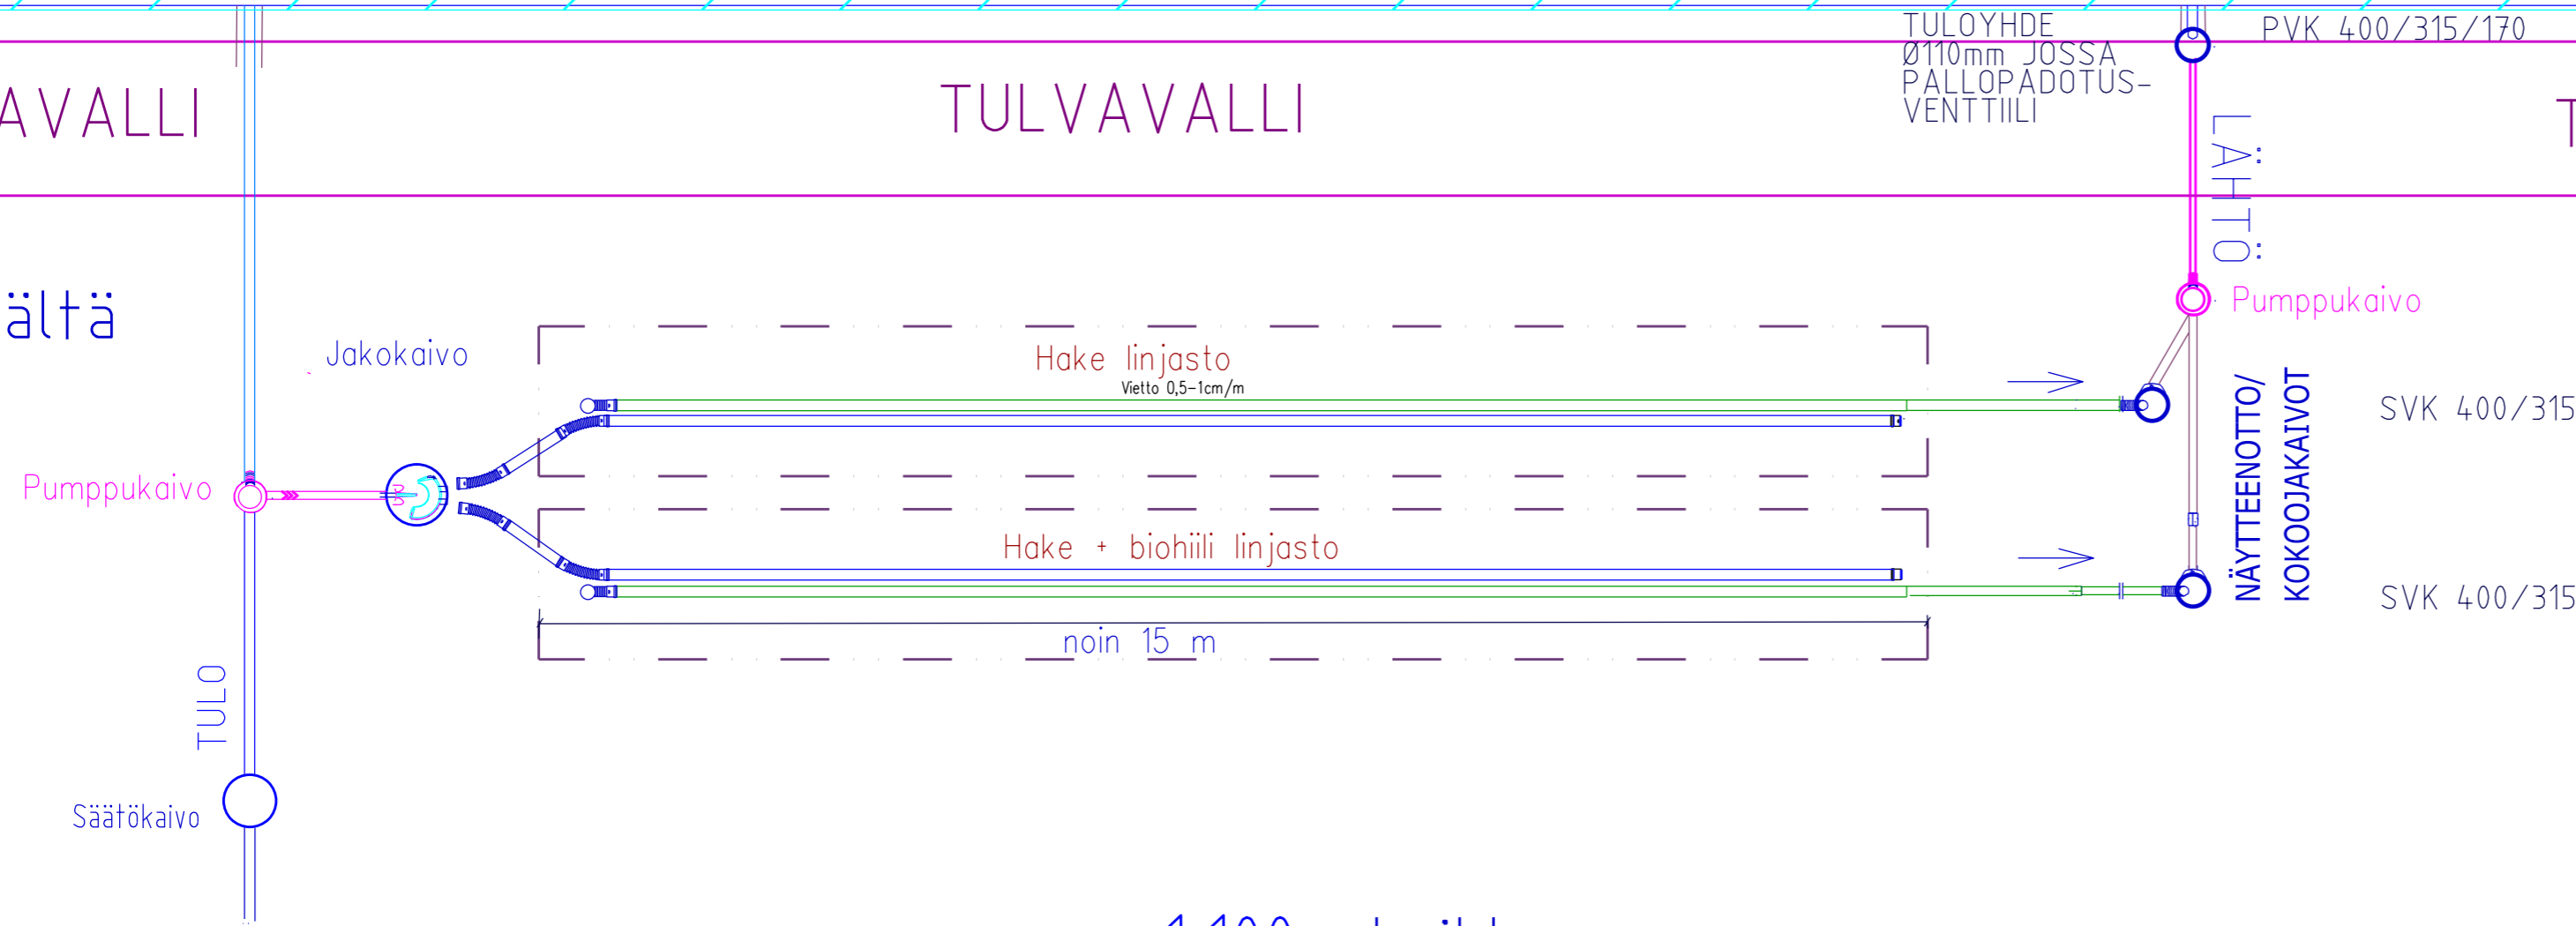 TULOYHDE
Ø110mm JOSSA
PALLOPADOTUS-
VENTTIILI
PVK 400/315/170
AVALLI
TULVAVALLI
T
LÄHTÖ
ältä
Pumppukaivo
Jakokaivo
Hake linjasto
Vietto 0,5-1cm/m
NÄYTTEENOTTO/
KOKOOJAKAIVOT
SVK 400/315
Pumppukaivo
Hake + biohiili linjasto
SVK 400/315
noin 15 m
TULO
Säätökaivo